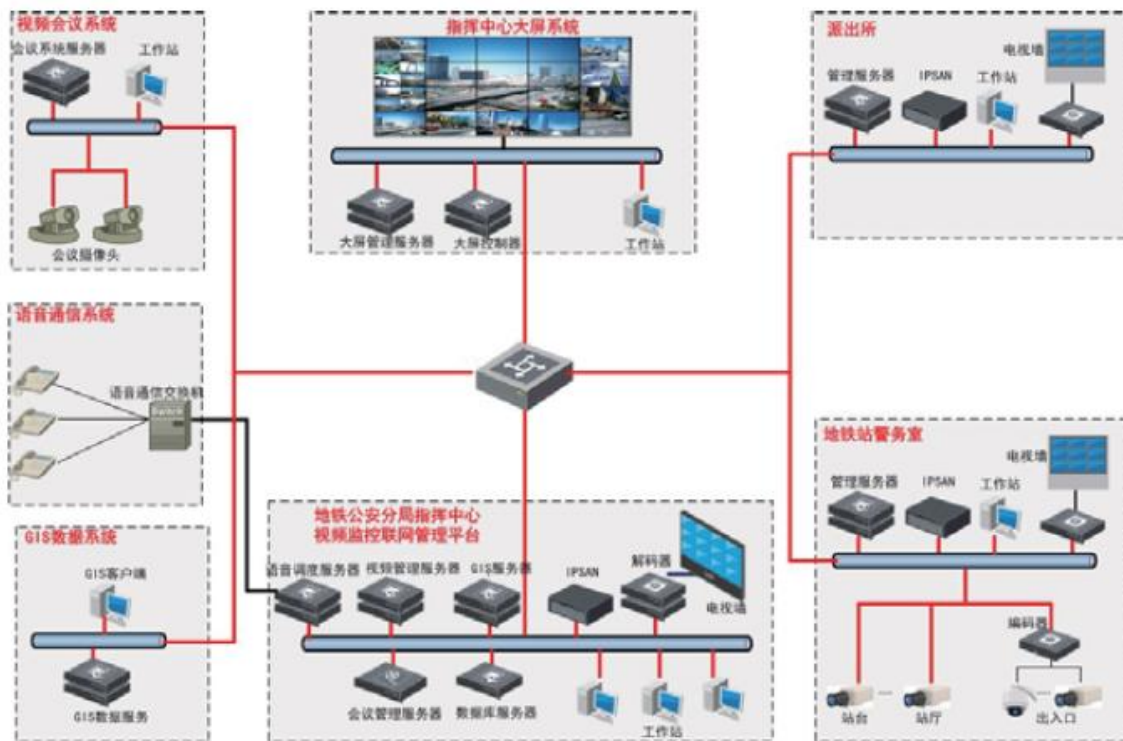 视频会议系统
会议系统服务器
工作站
会议摄像头
指挥中心大屏系统
大屏管理服务器
大屏控制器
工作站
派出所
电视墙
管理服务器
IPSAN
工作站
语音通信系统
语音通信交换机
Switch
GIS数据系统
GIS客户端
GIS数据服务
地铁公安分局指挥中心
视频监控联网管理平台
语音调度服务器
视频管理服务器
GIS服务器
IPSAN
解码器
电视墙
会议管理服务器
数据库服务器
工作站
地铁站警务室
电视墙
管理服务器
IPSAN
工作站
编码器
站台
站厅
出入口